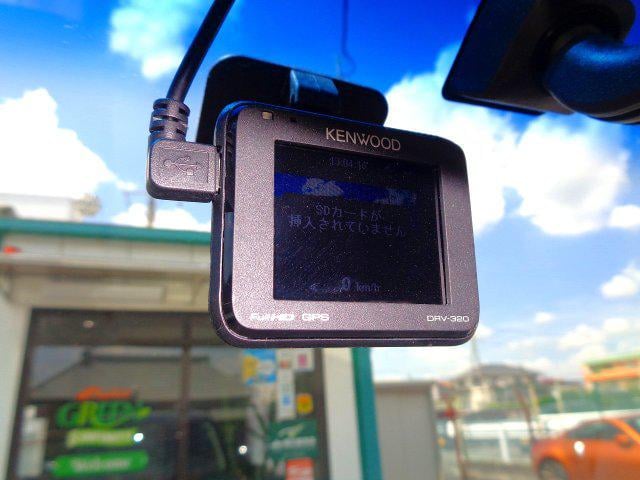 KENWOOD
SDカードが
挿入されていません
0 km/h
Full HD GPS
DRV-320
GREEN